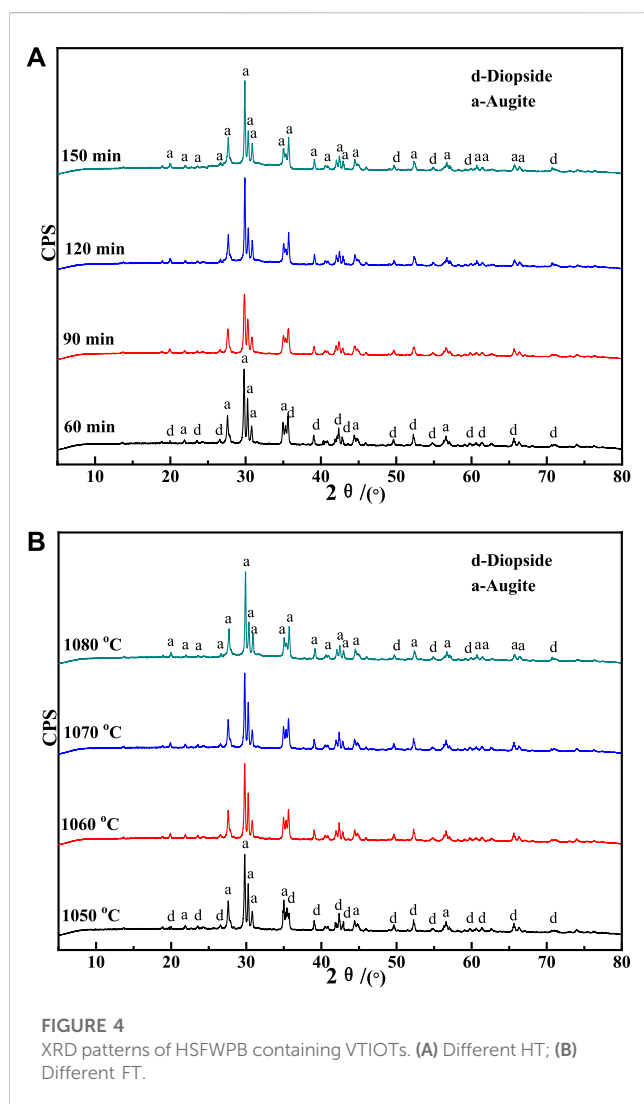 A
d-Diopside
a-Augite
a
a a a a a a a a a a a a a a a a d a d a d a a a a d
150 min
120 min
90 min
a
60 min
d a d d a a a a d d d d a d d d a d d d d
CPS
10 20 30 40 50 60 70 80
2 θ /(°)
B
d-Diopside
a-Augite
a
a a a a a a a a a a a a a a d a d a d a a a a d
1080 °C
1070 °C
1060 °C
a
1050 °C
d a d d a a a a d d d d a d d d a d d d d
CPS
10 20 30 40 50 60 70 80
2 θ /(°)
FIGURE 4
XRD patterns of HSFWPB containing VTIOTs. (A) Different HT; (B)
Different FT.